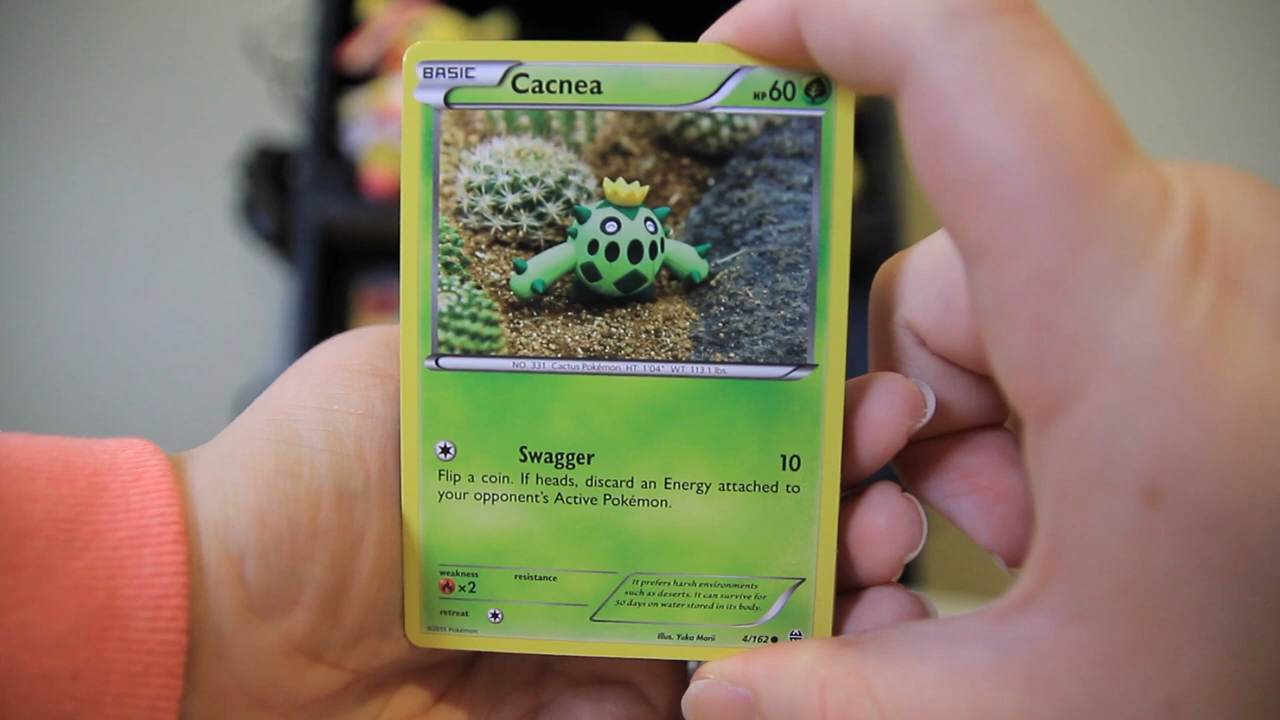 BASIC Cacnea HP 60
NO. 331 Cactus Pokémon HT 1'04" WT 113.1 lbs.
Swagger 10
Flip a coin. If heads, discard an Energy attached to
your opponent's Active Pokémon.
weakness resistance
×2
retreat
It prefers harsh environments
such as deserts. It can survive for
30 days on water stored in its body.
©2015 Pokémon
Illus. Yuka Morii 4/162